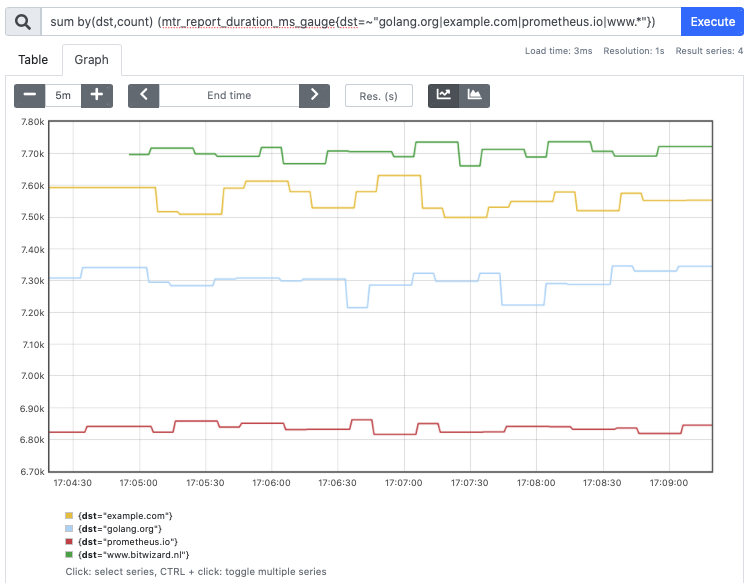 sum by(dst,count) (mtr_report_duration_ms_gauge{dst=~"golang.org|example.com|prometheus.io|www.*"})
Execute
Load time: 3ms Resolution: 1s Result series: 4
Table Graph
5m End time Res. (s)
7.80k
7.70k
7.60k
7.50k
7.40k
7.30k
7.20k
7.10k
7.00k
6.90k
6.80k
6.70k
17:04:30 17:05:00 17:05:30 17:06:00 17:06:30 17:07:00 17:07:30 17:08:00 17:08:30 17:09:00
{dst="example.com"}
{dst="golang.org"}
{dst="prometheus.io"}
{dst="www.bitwizard.nl"}
Click: select series, CTRL + click: toggle multiple series